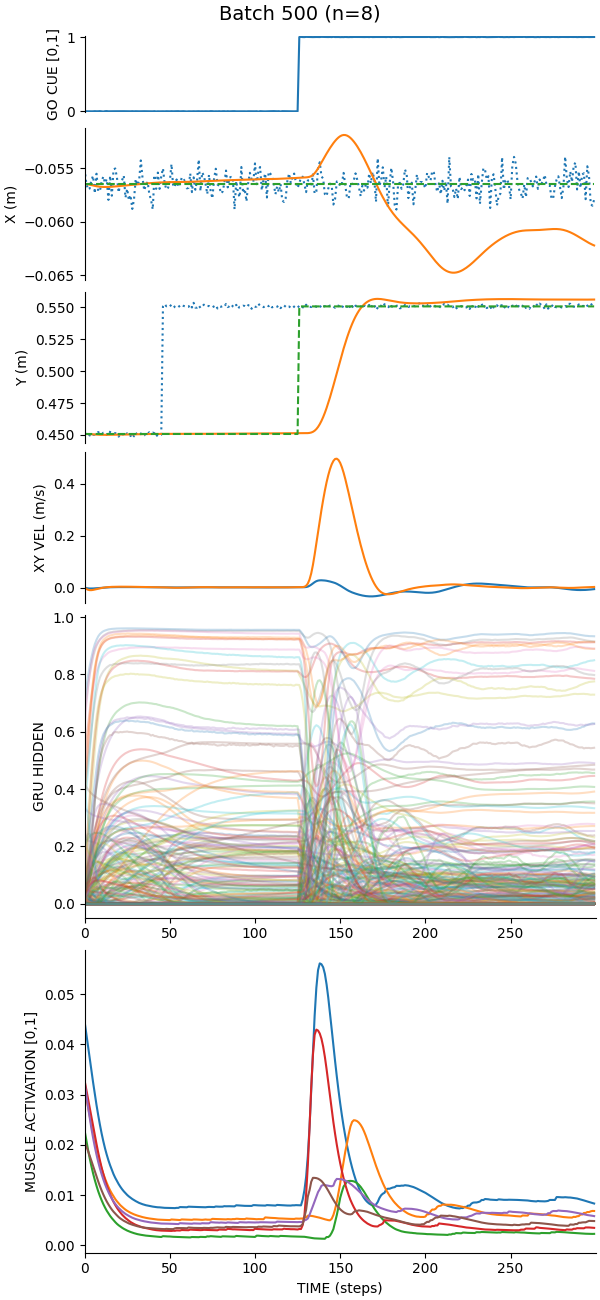 Batch 500 (n=8)
GO CUE [0,1]
1
0
X (m)
−0.055
−0.060
−0.065
Y (m)
0.550
0.525
0.500
0.475
0.450
XY VEL (m/s)
0.4
0.2
0.0
GRU HIDDEN
1.0
0.8
0.6
0.4
0.2
0.0
0 50 100 150 200 250
MUSCLE ACTIVATION [0,1]
0.05
0.04
0.03
0.02
0.01
0.00
0 50 100 150 200 250
TIME (steps)